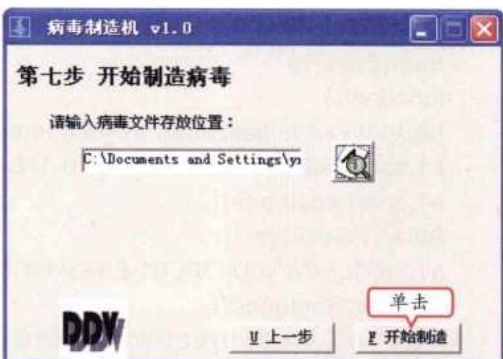 病毒制造机 v1.0
第七步 开始制造病毒
请输入病毒文件存放位置：
C:\Documents and Settings\y
单击
DDV
U 上一步
F 开始制造